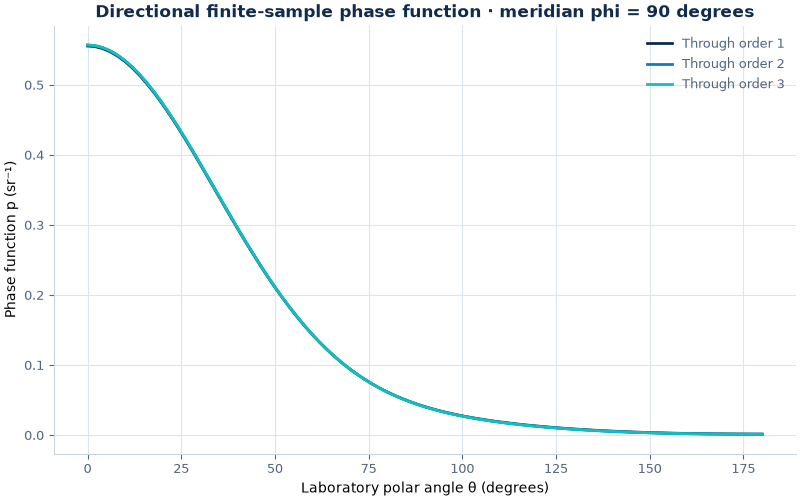 Directional finite-sample phase function · meridian phi = 90 degrees
Through order 1
Through order 2
Through order 3
Phase function p (sr⁻¹)
0.5
0.4
0.3
0.2
0.1
0.0
0 25 50 75 100 125 150 175
Laboratory polar angle θ (degrees)